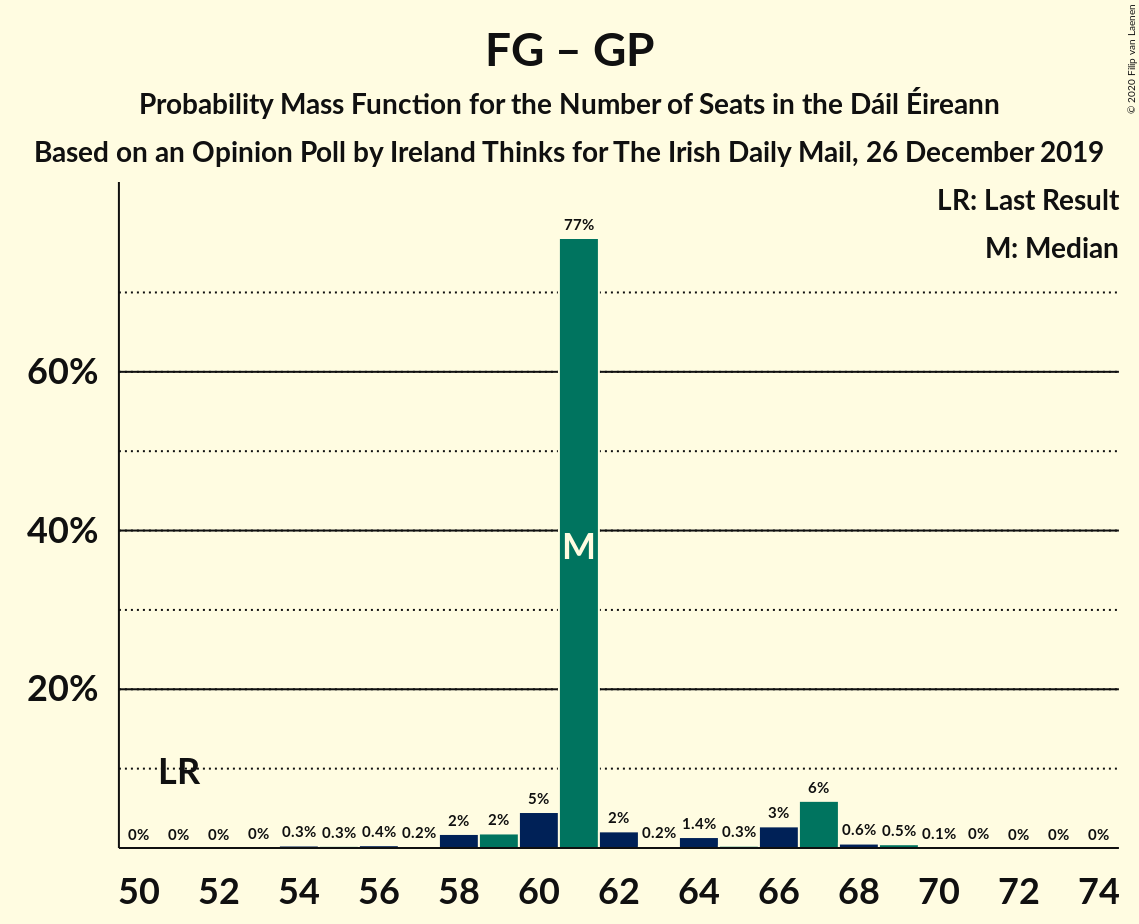 FG – GP
Probability Mass Function for the Number of Seats in the Dáil Éireann
Based on an Opinion Poll by Ireland Thinks for The Irish Daily Mail, 26 December 2019
© 2020 Filip van Laenen
LR: Last Result
M: Median
77%
60%
40%
M
20%
LR
0% 0% 0% 0% 0.3% 0.3% 0.4% 0.2% 2% 2% 5% 2% 0.2% 1.4% 0.3% 3% 6% 0.6% 0.5% 0.1% 0% 0% 0% 0%
50 52 54 56 58 60 62 64 66 68 70 72 74